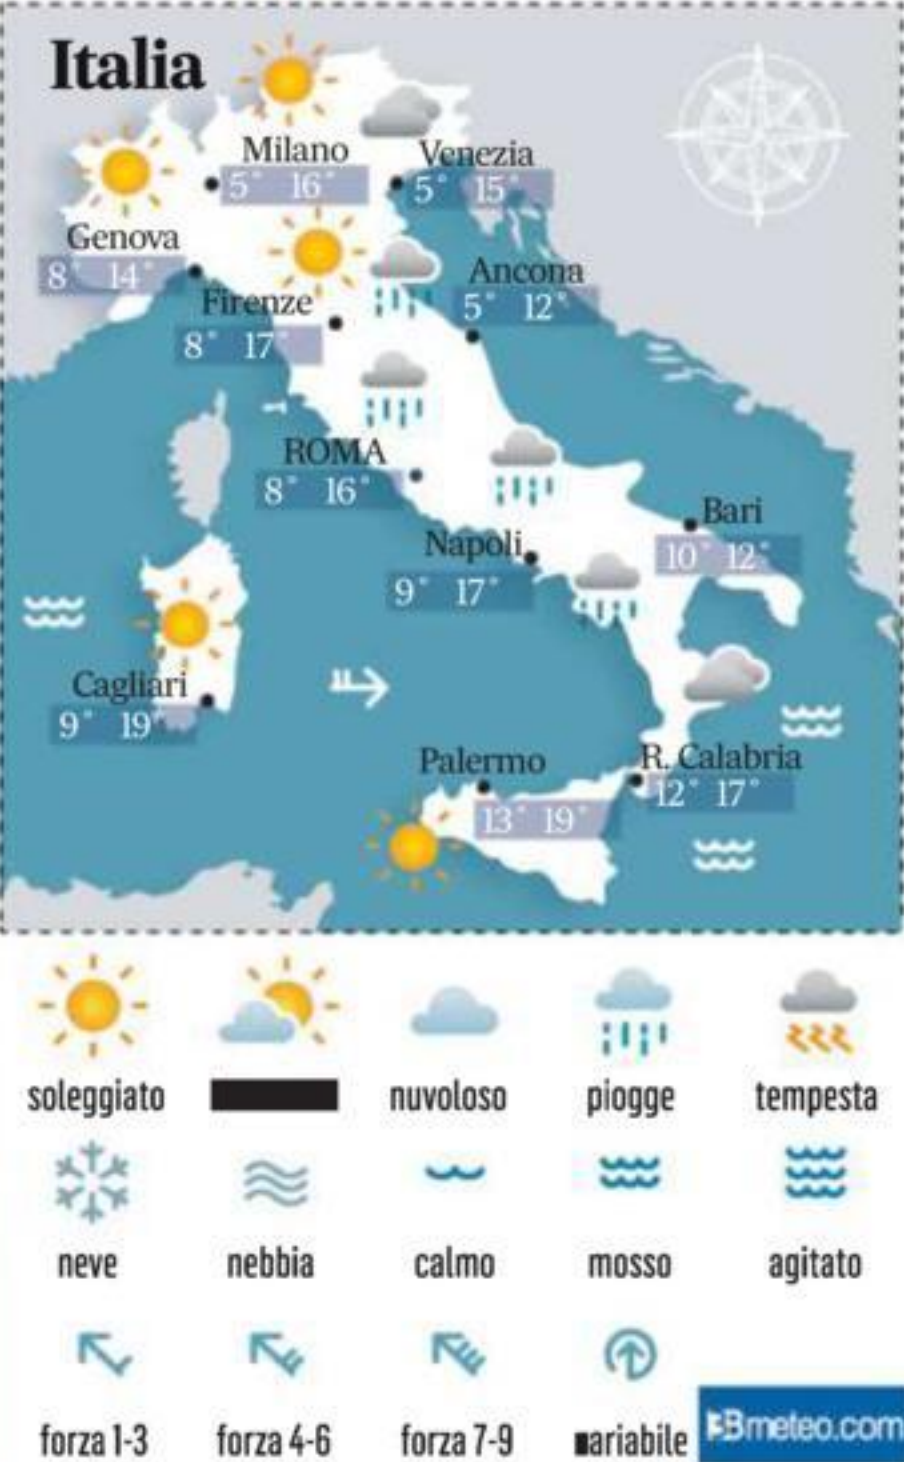 Italia
Milano
5° 16°
Venezia
5° 15°
Genova
8° 14°
Ancona
5° 12°
Firenze
8° 17°
ROMA
8° 16°
Bari
10° 12°
Napoli
9° 17°
Cagliari
9° 19°
Palermo
13° 19°
R. Calabria
12° 17°
soleggiato
nuvoloso
piogge
tempesta
neve
nebbia
calmo
mosso
agitato
forza 1-3
forza 4-6
forza 7-9
ariabile
Bmeteo.com